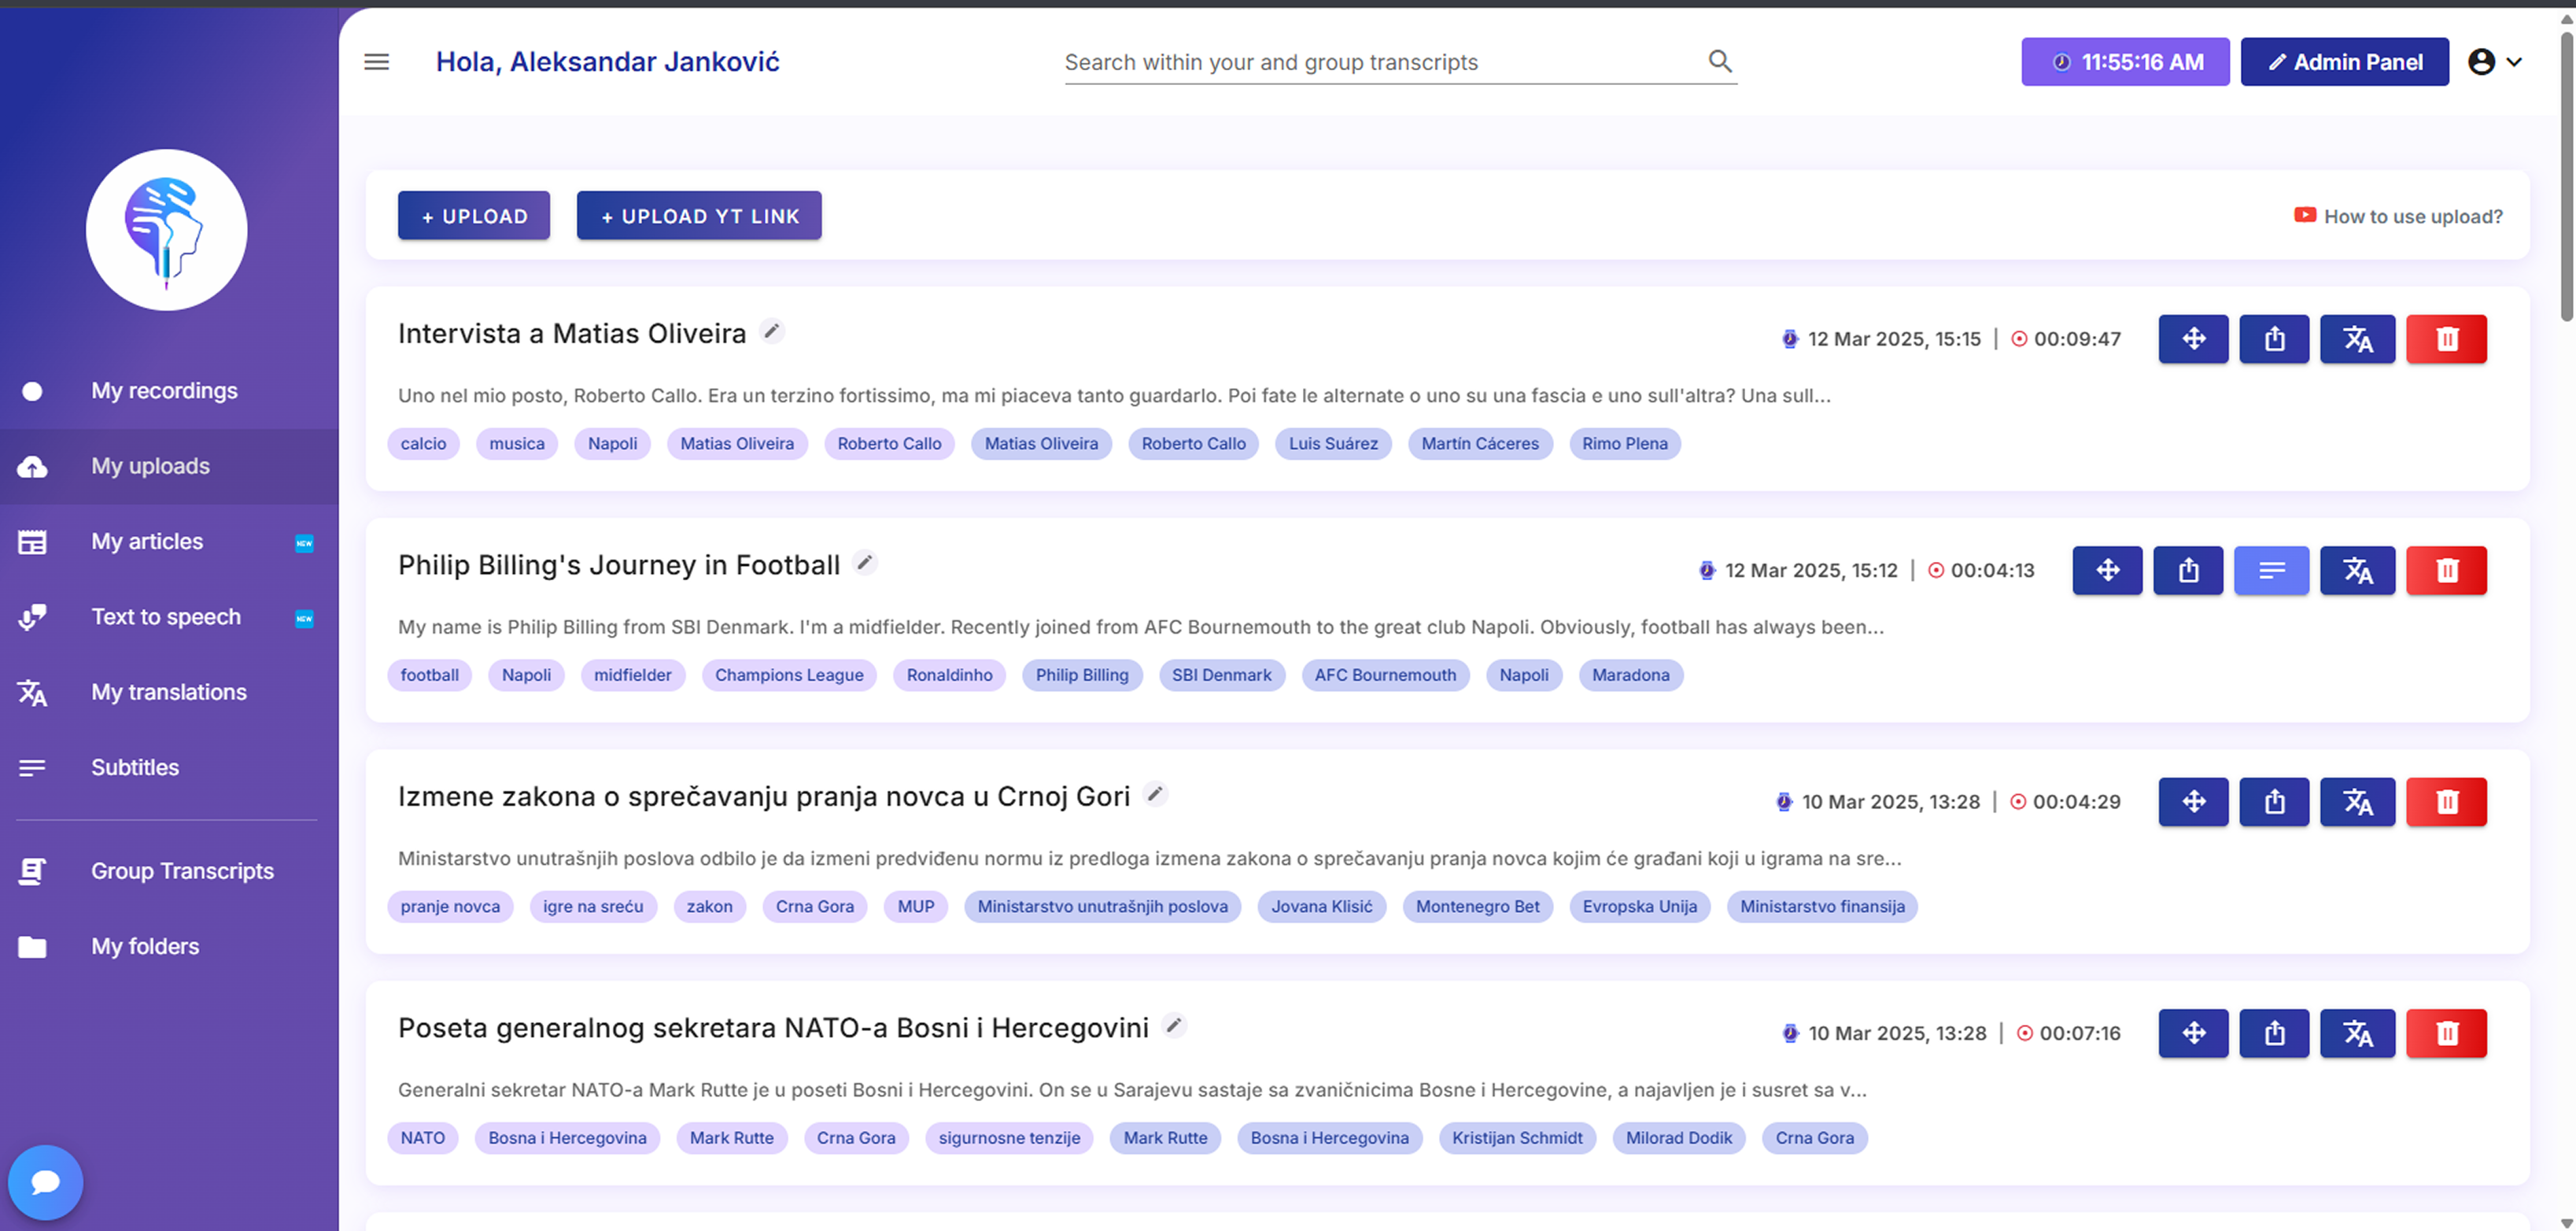 Hola, Aleksandar Janković
Search within your and group transcripts
11:55:16 AM
Admin Panel
My recordings
My uploads
My articles
NEW
Text to speech
NEW
My translations
Subtitles
Group Transcripts
My folders
+ UPLOAD
+ UPLOAD YT LINK
How to use upload?
Intervista a Matias Oliveira
12 Mar 2025, 15:15 | 00:09:47
Uno nel mio posto, Roberto Callo. Era un terzino fortissimo, ma mi piaceva tanto guardarlo. Poi fate le alternate o uno su una fascia e uno sull'altra? Una sull...
calcio musica Napoli Matias Oliveira Roberto Callo Matias Oliveira Roberto Callo Luis Suárez Martín Cáceres Rimo Plena
Philip Billing's Journey in Football
12 Mar 2025, 15:12 | 00:04:13
My name is Philip Billing from SBI Denmark. I'm a midfielder. Recently joined from AFC Bournemouth to the great club Napoli. Obviously, football has always been...
football Napoli midfielder Champions League Ronaldinho Philip Billing SBI Denmark AFC Bournemouth Napoli Maradona
Izmene zakona o sprečavanju pranja novca u Crnoj Gori
10 Mar 2025, 13:28 | 00:04:29
Ministarstvo unutrašnjih poslova odbilo je da izmeni predviđenu normu iz predloga izmena zakona o sprečavanju pranja novca kojim će građani koji u igrama na sre...
pranje novca igre na sreću zakon Crna Gora MUP Ministarstvo unutrašnjih poslova Jovana Klisić Montenegro Bet Evropska Unija Ministarstvo finansija
Poseta generalnog sekretara NATO-a Bosni i Hercegovini
10 Mar 2025, 13:28 | 00:07:16
Generalni sekretar NATO-a Mark Rutte je u poseti Bosni i Hercegovini. On se u Sarajevu sastaje sa zvaničnicima Bosne i Hercegovine, a najavljen je i susret sa v...
NATO Bosna i Hercegovina Mark Rutte Crna Gora sigurnosne tenzije Mark Rutte Bosna i Hercegovina Kristijan Schmidt Milorad Dodik Crna Gora